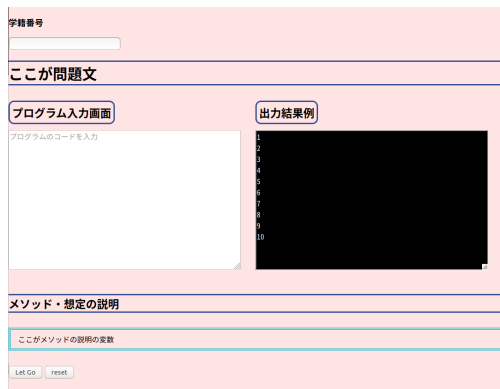 学籍番号
ここが問題文
プログラム入力画面
プログラムのコードを入力
出力結果例
1
2
3
4
5
6
7
8
9
10
メソッド・想定の説明
ここがメソッドの説明の変数
Let Go reset